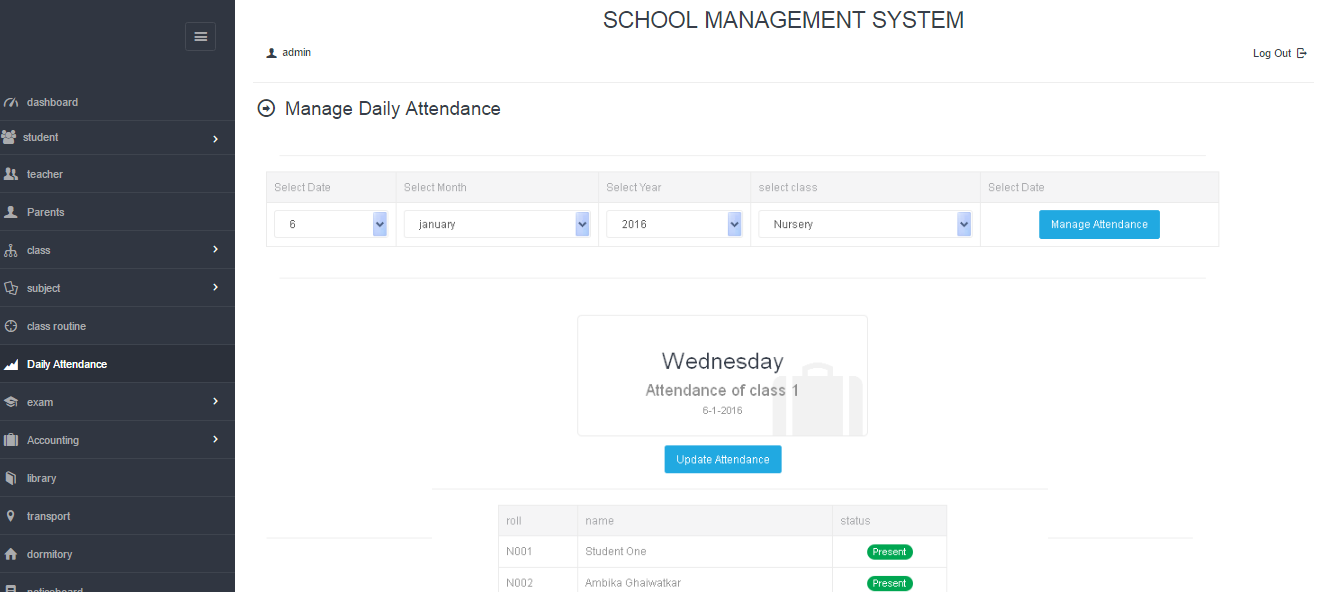 SCHOOL MANAGEMENT SYSTEM
admin
Log Out
dashboard
student
teacher
Parents
class
subject
class routine
Daily Attendance
exam
Accounting
library
transport
dormitory
noticeboard
Manage Daily Attendance
Select Date Select Month Select Year select class Select Date
6 january 2016 Nursery Manage Attendance
Wednesday
Attendance of class 1
6-1-2016
Update Attendance
roll name status
N001 Student One Present
N002 Ambika Ghaiwatkar Present